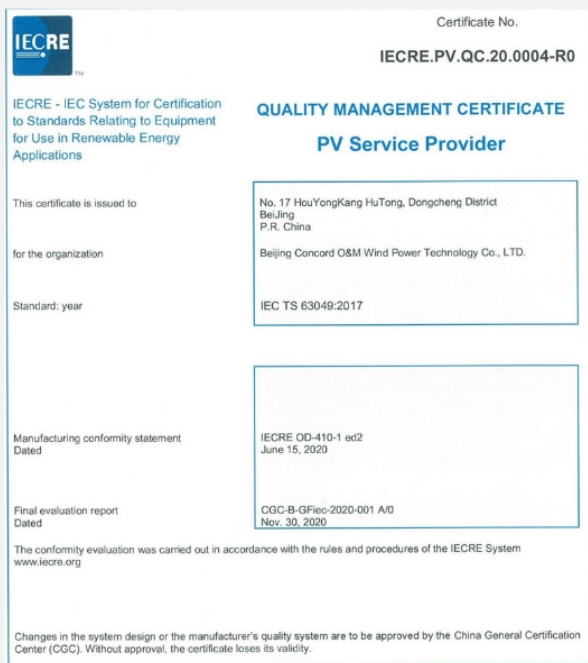 Certificate No.
IECRE
TM
IECRE.PV.QC.20.0004-R0
IECRE - IEC System for Certification
to Standards Relating to Equipment
for Use in Renewable Energy
Applications
QUALITY MANAGEMENT CERTIFICATE
PV Service Provider
This certificate is issued to
No. 17 HouYongKang HuTong, Dongcheng District
BeiJing
P.R. China
for the organization
Beijing Concord O&M Wind Power Technology Co., LTD.
Standard: year
IEC TS 63049:2017
Manufacturing conformity statement
Dated
IECRE OD-410-1 ed2
June 15, 2020
Final evaluation report
Dated
CGC-B-GFiec-2020-001 A/0
Nov. 30, 2020
The conformity evaluation was carried out in accordance with the rules and procedures of the IECRE System
www.iecre.org
Changes in the system design or the manufacturer's quality system are to be approved by the China General Certification
Center (CGC). Without approval, the certificate loses its validity.